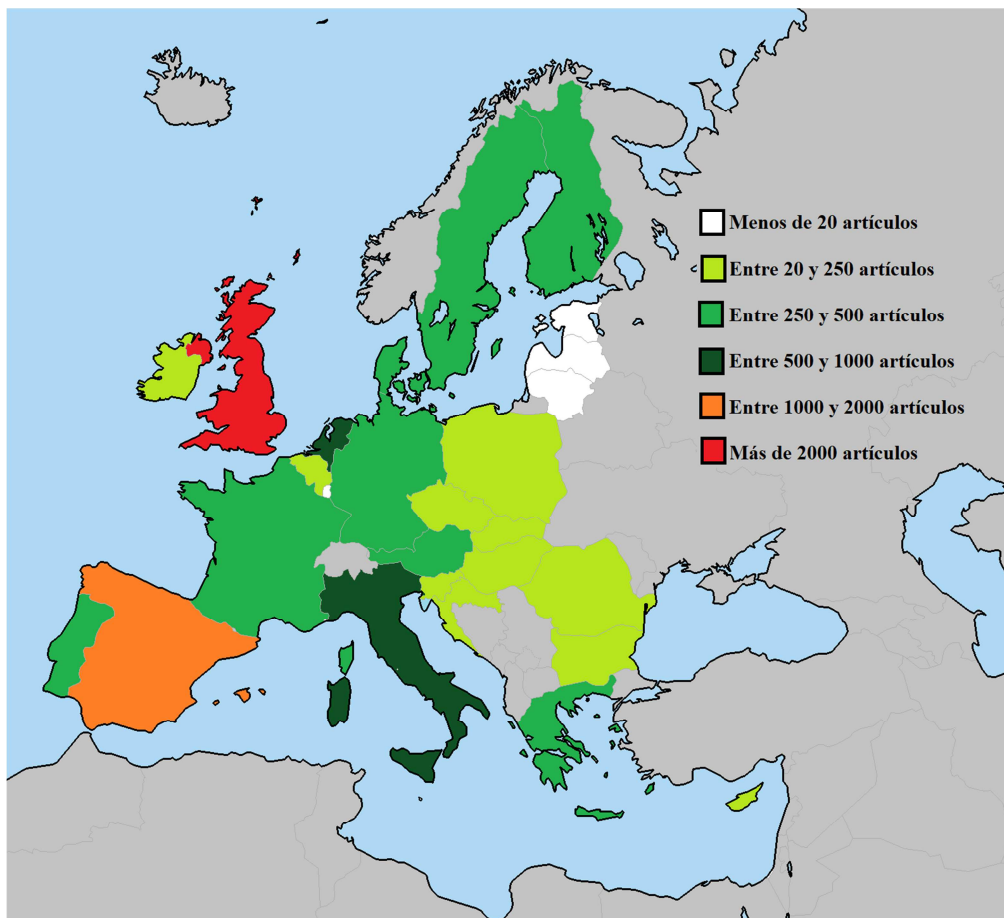 Menos de 20 artículos
Entre 20 y 250 artículos
Entre 250 y 500 artículos
Entre 500 y 1000 artículos
Entre 1000 y 2000 artículos
Más de 2000 artículos